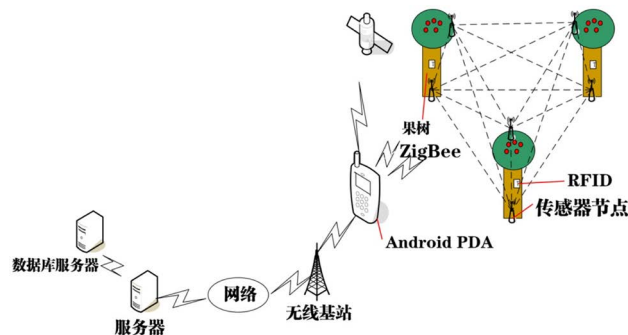 果树
ZigBee
RFID
传感器节点
Android PDA
数据库服务器
网络
无线基站
服务器